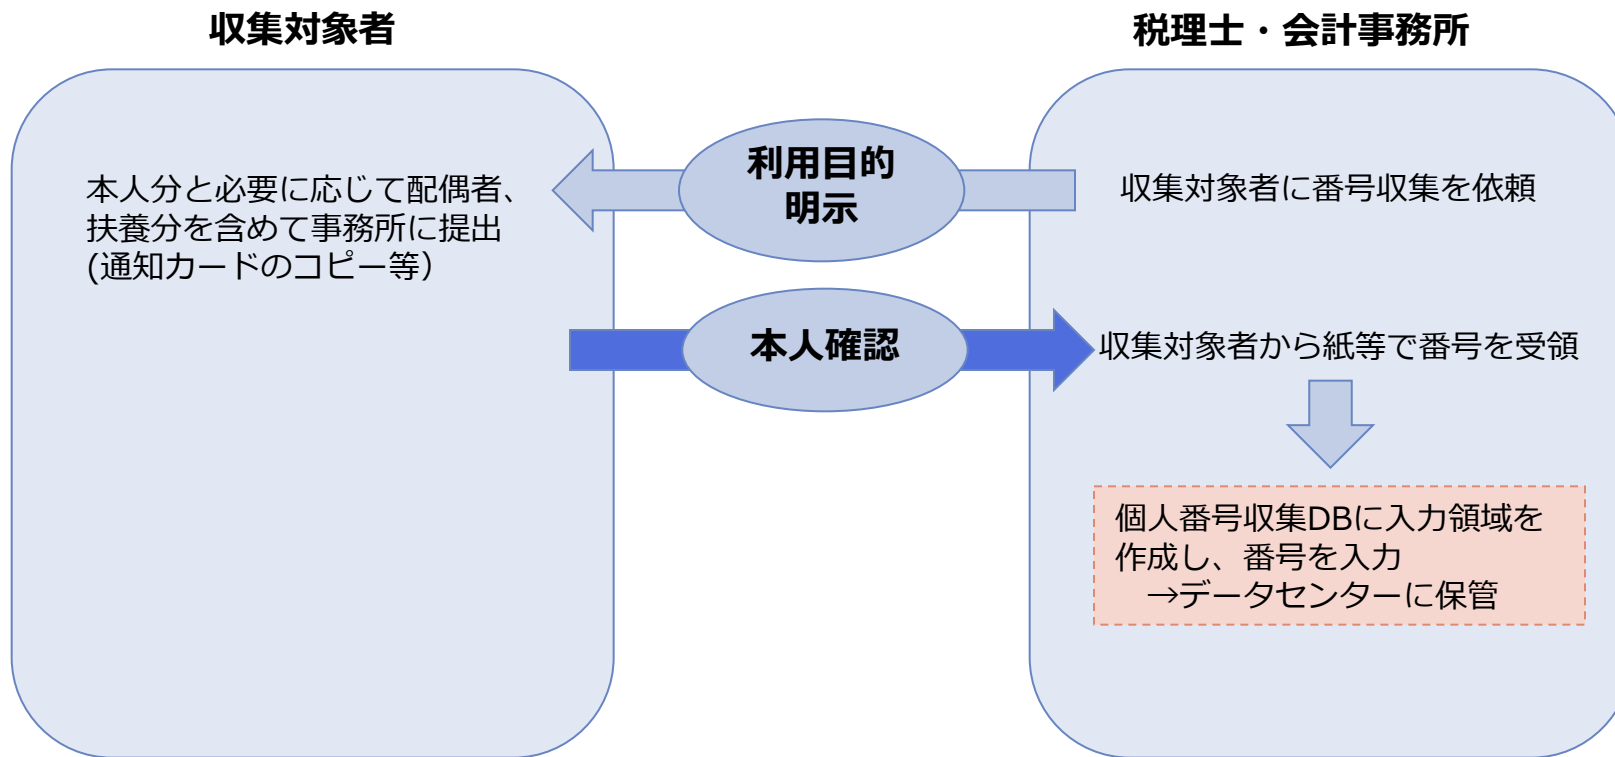 収集対象者
税理士・会計事務所
利用目的
明示
本人分と必要に応じて配偶者、
扶養分を含めて事務所に提出
(通知カードのコピー等）
収集対象者に番号収集を依頼
本人確認
収集対象者から紙等で番号を受領
個人番号収集DBに入力領域を
作成し、番号を入力
→データセンターに保管